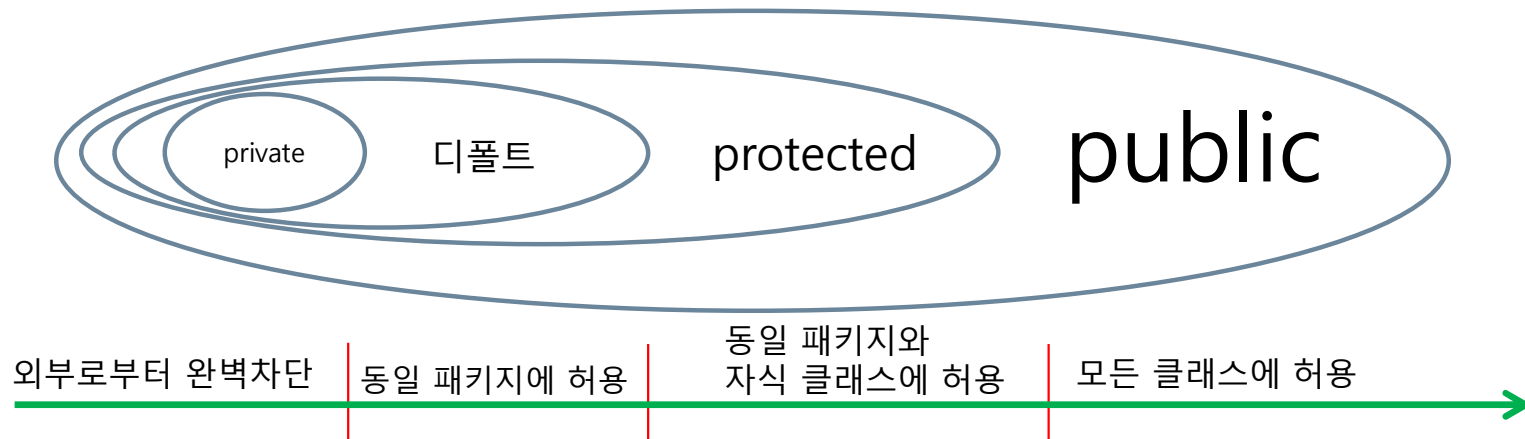 private
디폴트
protected
public
외부로부터 완벽차단
동일 패키지에 허용
동일 패키지와
자식 클래스에 허용
모든 클래스에 허용